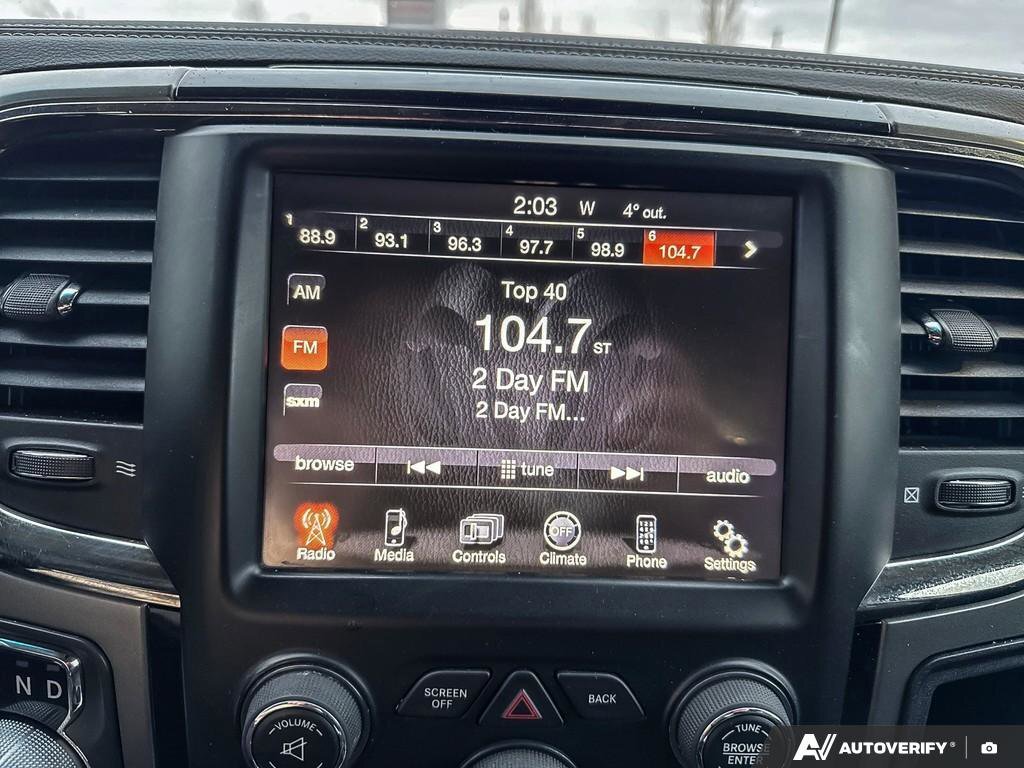 2:03 W 4° out.
1 88.9 2 93.1 3 96.3 4 97.7 5 98.9 6 104.7
AM
Top 40
FM
104.7 ST
2 Day FM
sxm
2 Day FM...
browse tune audio
OFF
Radio Media Controls Climate Phone Settings
N D
SCREEN OFF
BACK
VOLUME
TUNE
BROWSE
ENTER
AUTOVERIFY